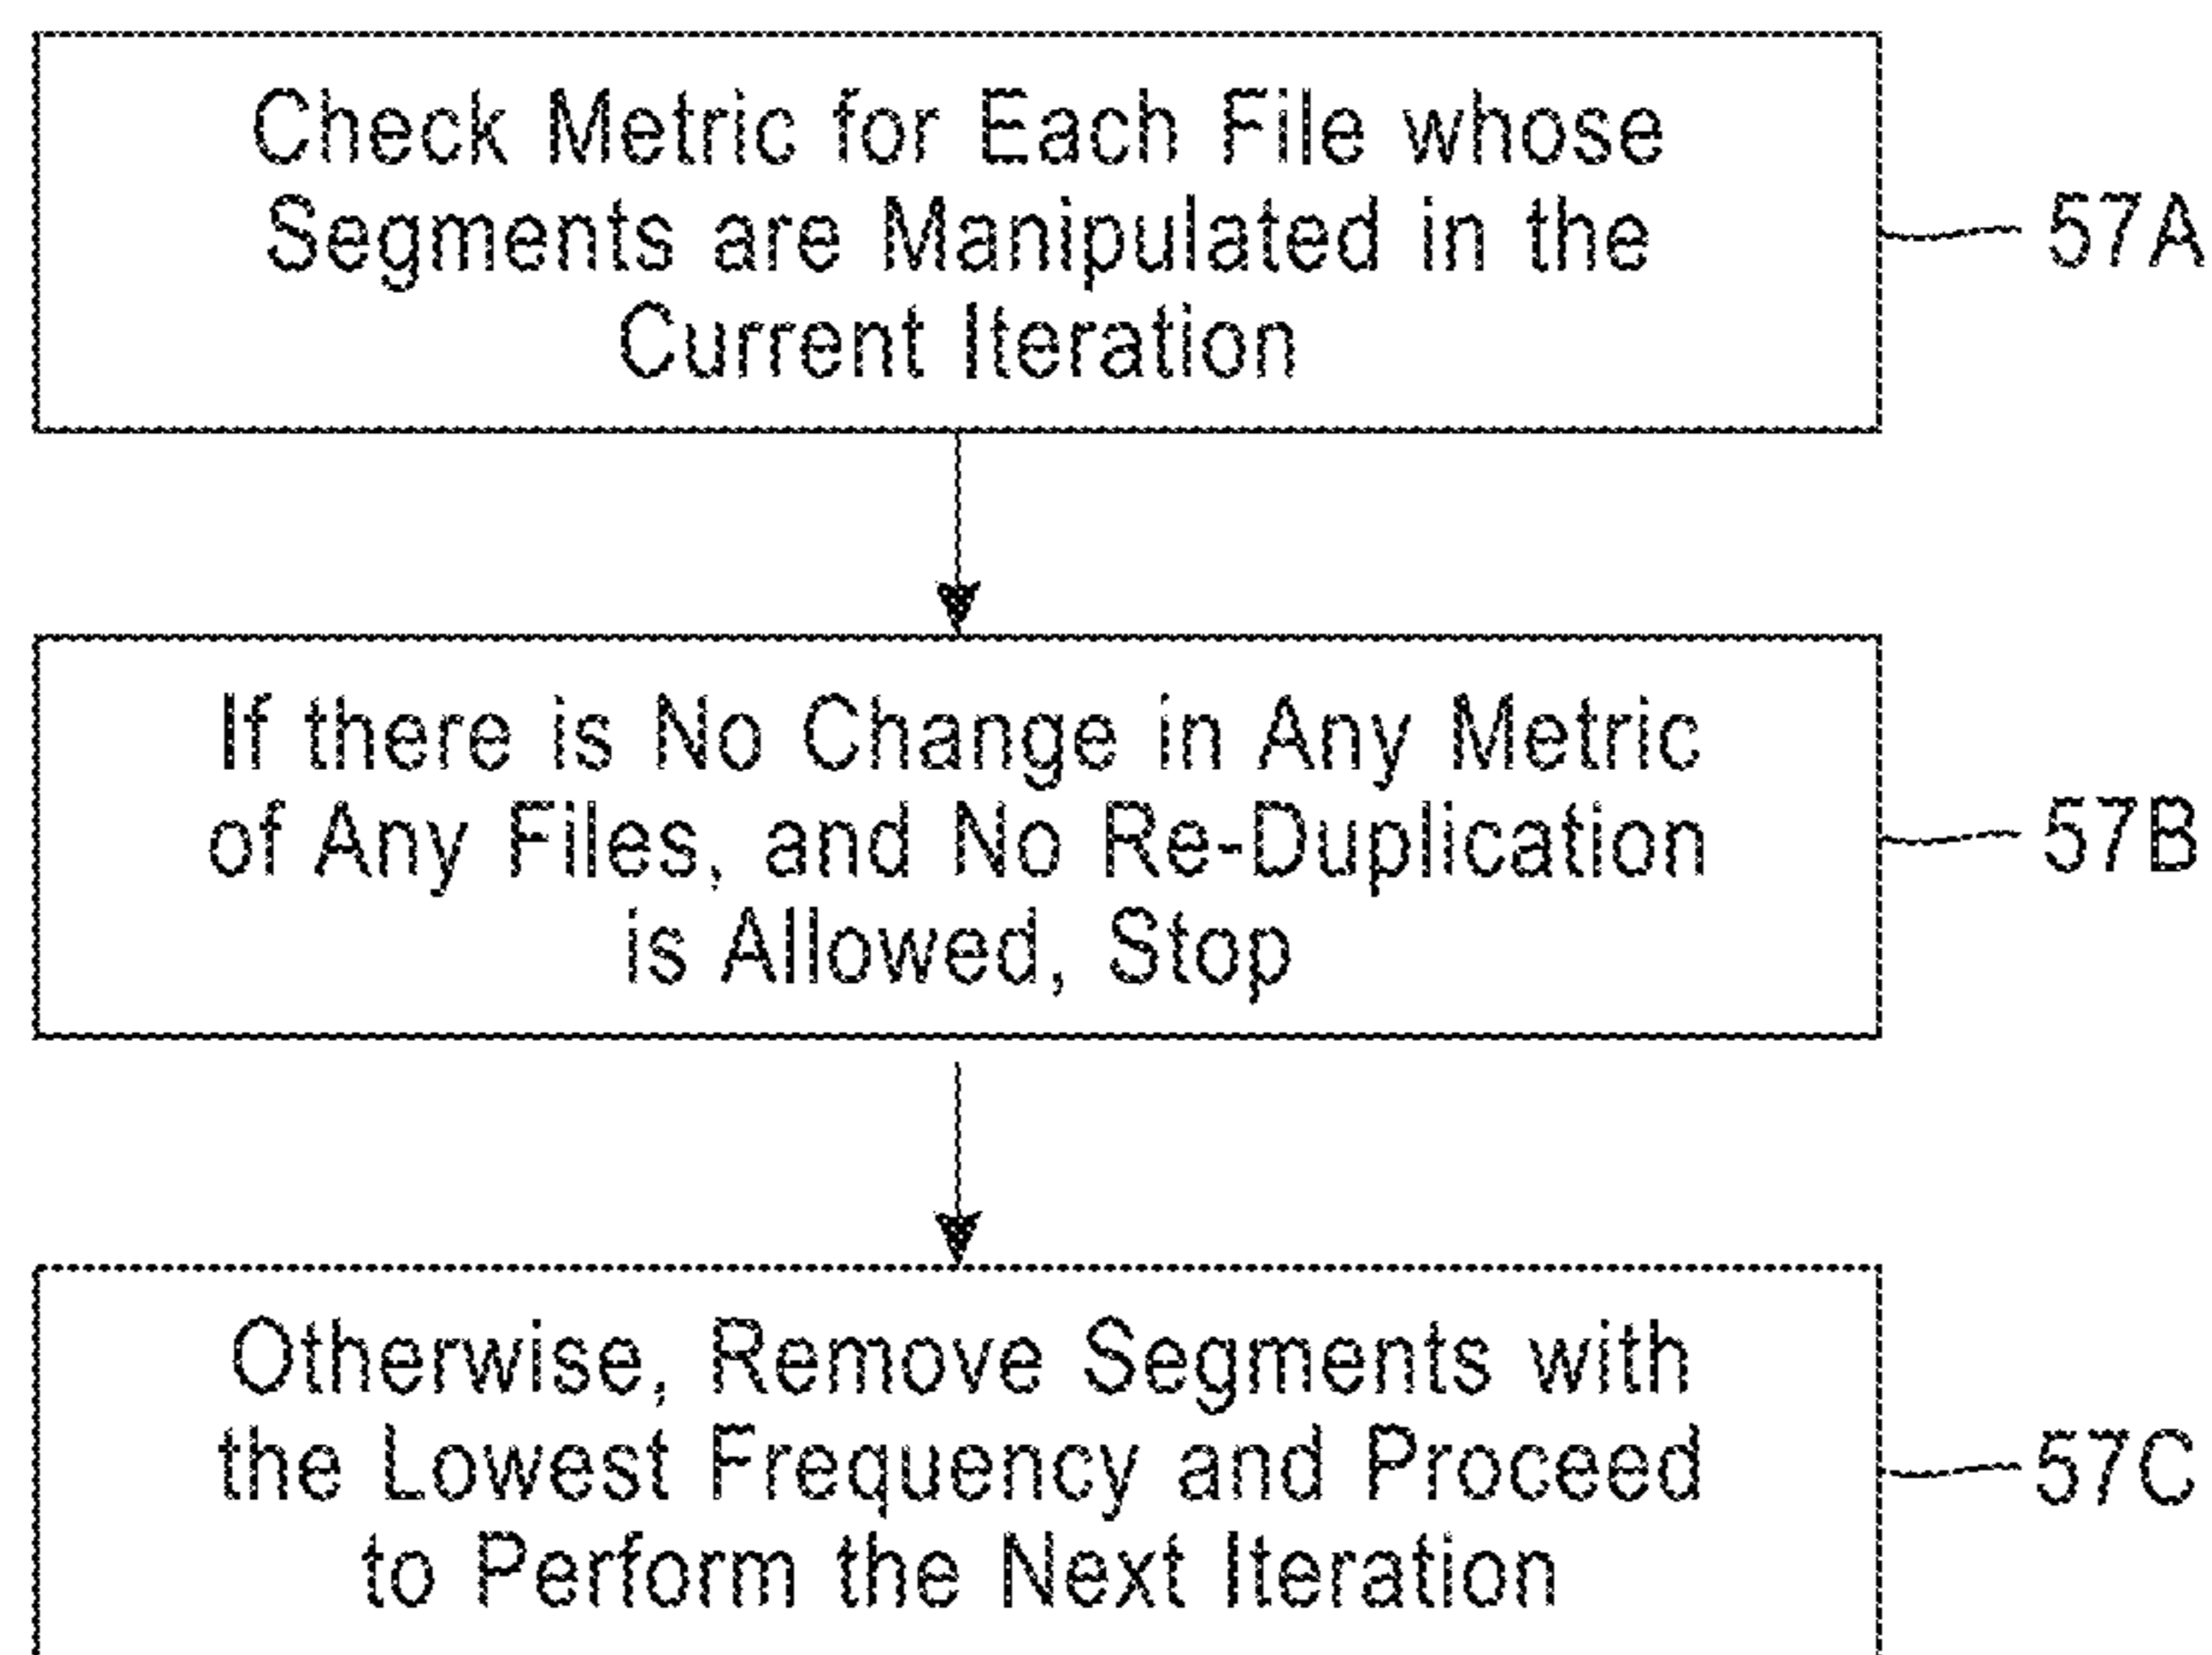 Check Metric for Each File whose
Segments are Manipulated in the
Current Iteration
57A
If there is No Change in Any Metric
of Any Files, and No Re-Duplication
is Allowed, Stop
57B
Otherwise, Remove Segments with
the Lowest Frequency and Proceed
to Perform the Next Iteration
57C